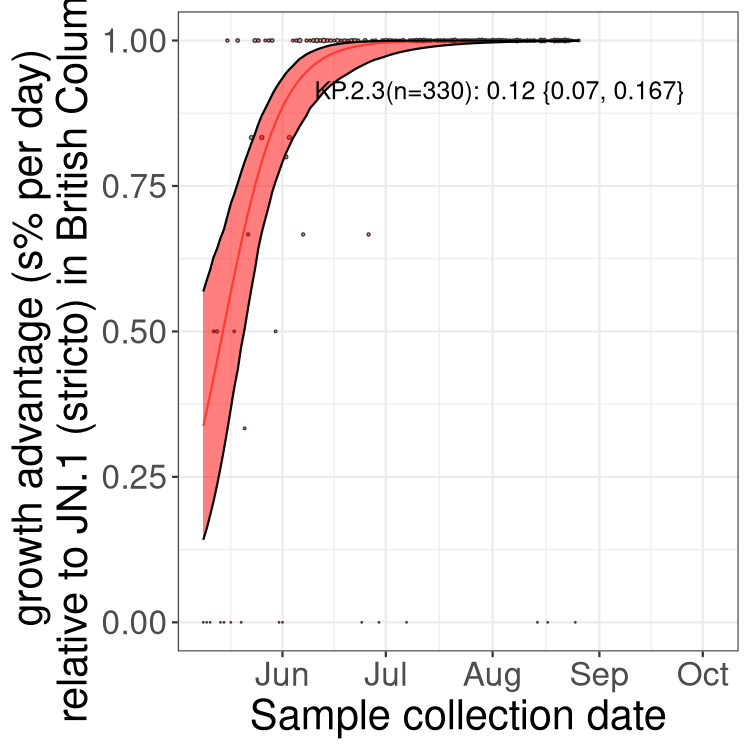 growth advantage (s% per day)
relative to JN.1 (stricto) in British Colum
1.00
0.75
0.50
0.25
0.00
KP.2.3(n=330): 0.12 {0.07, 0.167}
Jun Jul Aug Sep Oct
Sample collection date